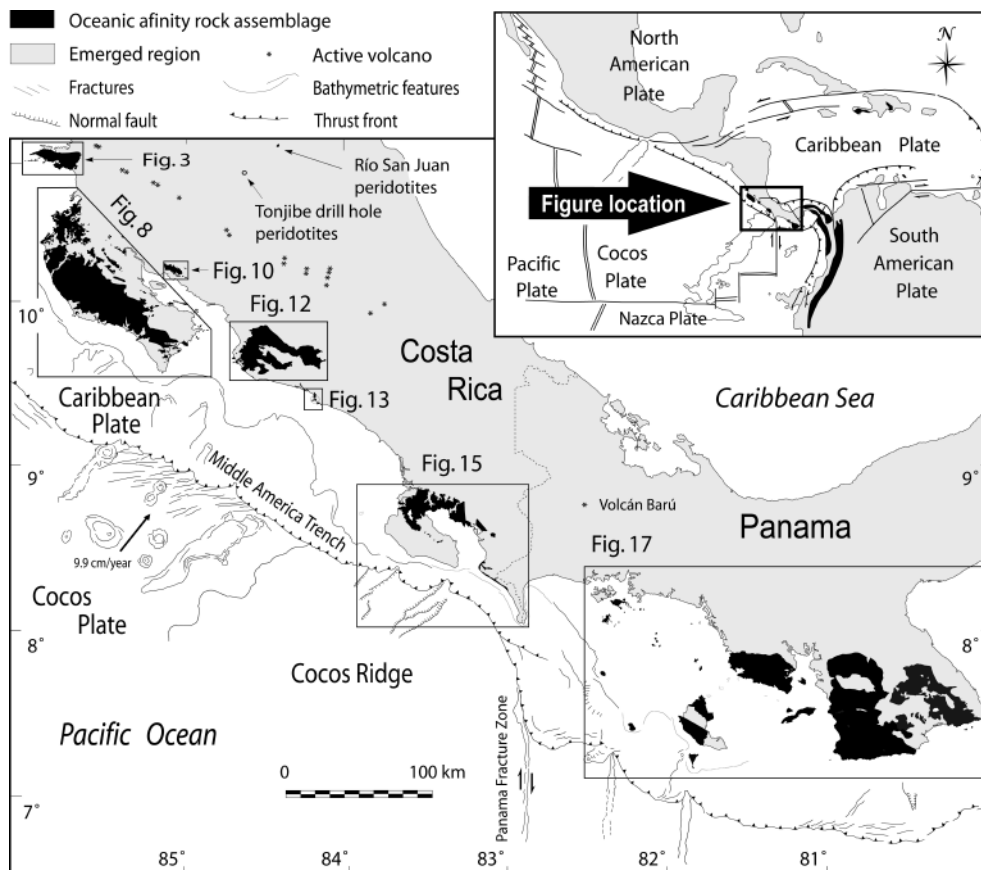 Oceanic afinity rock assemblage
Emerged region
Active volcano
Fractures
Bathymetric features
Normal fault
Thrust front
North
American
Plate
N
Caribbean Plate
Figure location
Pacific
Plate
Cocos
Plate
Nazca Plate
South
American
Plate
Fig. 3
Río San Juan
peridotites
Tonjibe drill hole
peridotites
Fig. 8
Fig. 10
Fig. 12
10°
Costa
Rica
Fig. 13
Caribbean
Plate
Caribbean Sea
9°
Middle America Trench
Fig. 15
9°
Volcán Barú
Panama
Fig. 17
9.9 cm/year
Cocos
Plate
8°
8°
Cocos Ridge
Pacific Ocean
0 100 km
Panama Fracture Zone
7°
85° 84° 83° 82° 81°